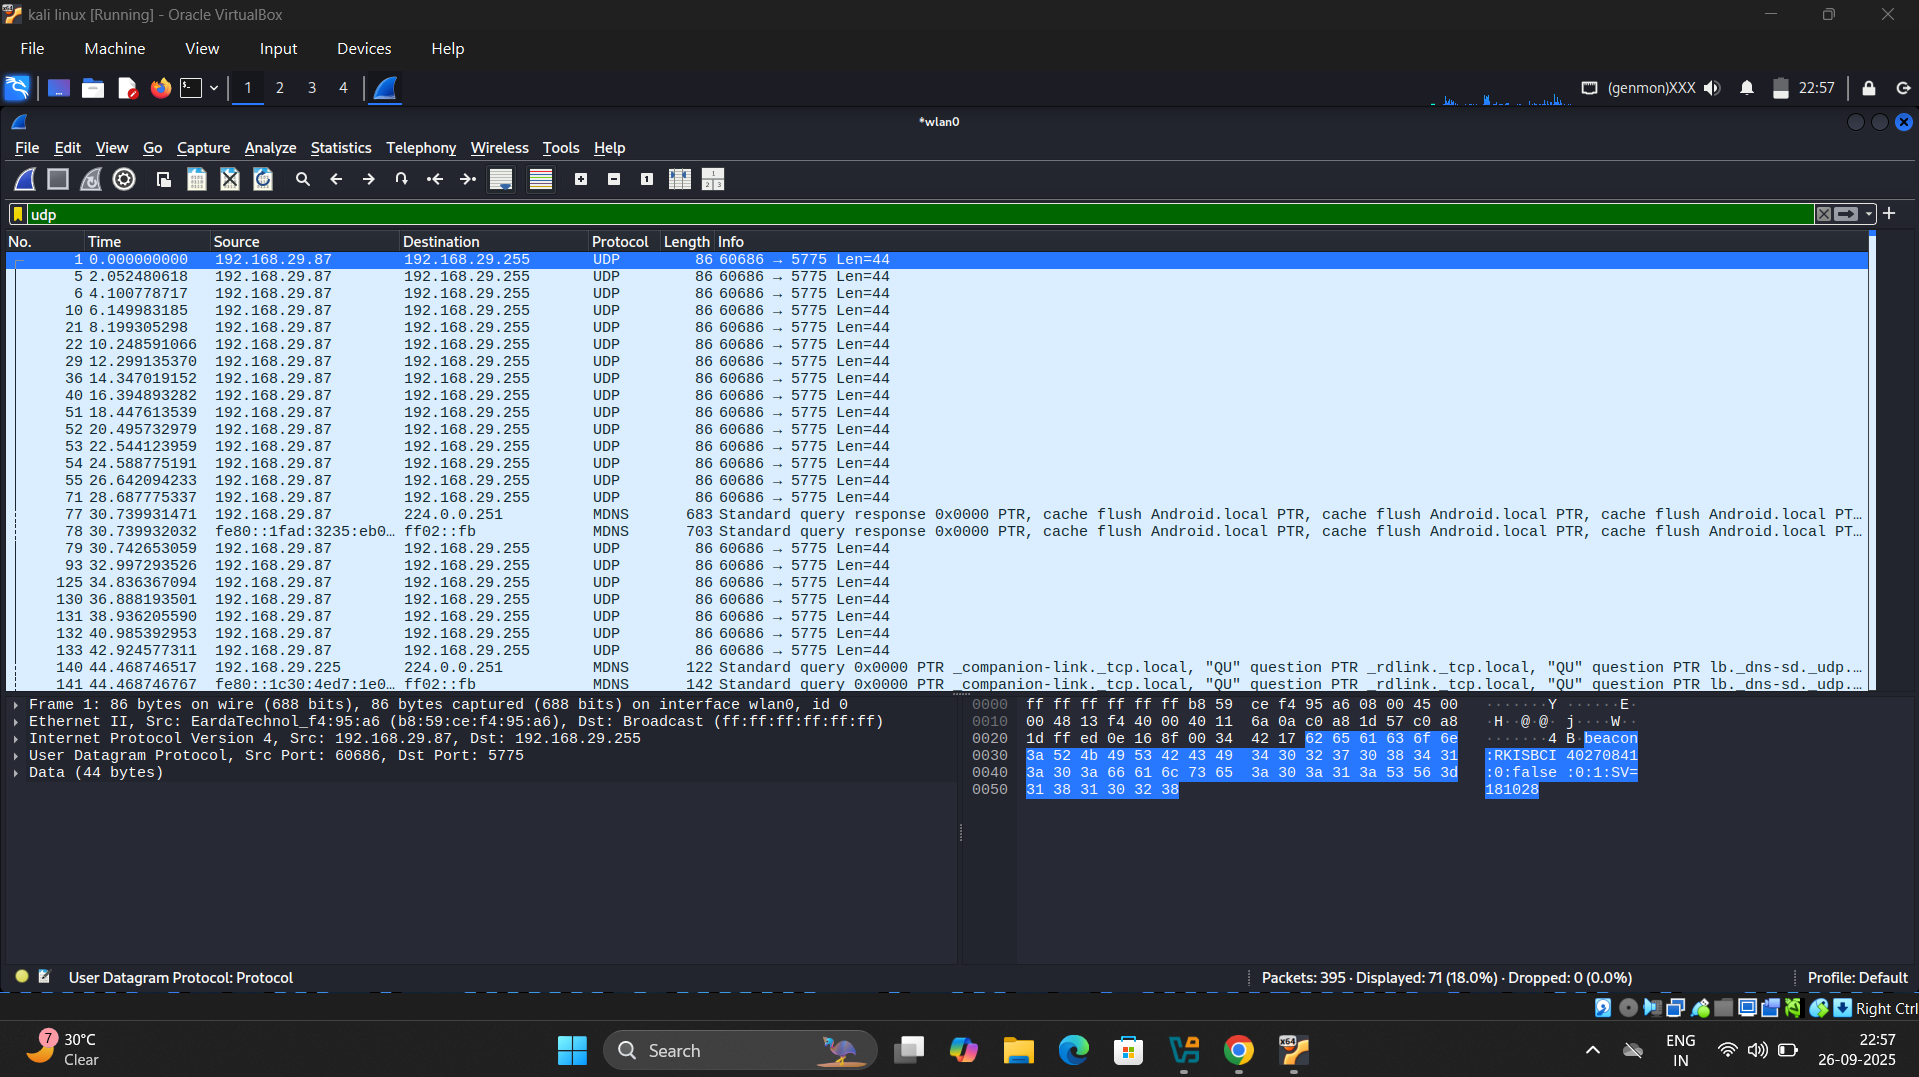 kali linux [Running] - Oracle VirtualBox
File Machine View Input Devices Help
1 2 3 4 (genmon)XXX 22:57
*wlan0
File Edit View Go Capture Analyze Statistics Telephony Wireless Tools Help
udp
No. Time Source Destination Protocol Length Info
1 0.000000000 192.168.29.87 192.168.29.255 UDP 86 60686 → 5775 Len=44
5 2.052480618 192.168.29.87 192.168.29.255 UDP 86 60686 → 5775 Len=44
6 4.100778717 192.168.29.87 192.168.29.255 UDP 86 60686 → 5775 Len=44
10 6.149983185 192.168.29.87 192.168.29.255 UDP 86 60686 → 5775 Len=44
21 8.199305298 192.168.29.87 192.168.29.255 UDP 86 60686 → 5775 Len=44
22 10.248591066 192.168.29.87 192.168.29.255 UDP 86 60686 → 5775 Len=44
29 12.299135370 192.168.29.87 192.168.29.255 UDP 86 60686 → 5775 Len=44
36 14.347019152 192.168.29.87 192.168.29.255 UDP 86 60686 → 5775 Len=44
40 16.394893282 192.168.29.87 192.168.29.255 UDP 86 60686 → 5775 Len=44
51 18.447613539 192.168.29.87 192.168.29.255 UDP 86 60686 → 5775 Len=44
52 20.495732979 192.168.29.87 192.168.29.255 UDP 86 60686 → 5775 Len=44
53 22.544123959 192.168.29.87 192.168.29.255 UDP 86 60686 → 5775 Len=44
54 24.588775191 192.168.29.87 192.168.29.255 UDP 86 60686 → 5775 Len=44
55 26.642094233 192.168.29.87 192.168.29.255 UDP 86 60686 → 5775 Len=44
71 28.687775337 192.168.29.87 192.168.29.255 UDP 86 60686 → 5775 Len=44
77 30.739931471 192.168.29.87 224.0.0.251 MDNS 683 Standard query response 0x0000 PTR, cache flush Android.local PTR, cache flush Android.local PTR, cache flush Android.local PT…
78 30.739932032 fe80::1fad:3235:eb0… ff02::fb MDNS 703 Standard query response 0x0000 PTR, cache flush Android.local PTR, cache flush Android.local PTR, cache flush Android.local PT…
79 30.742653059 192.168.29.87 192.168.29.255 UDP 86 60686 → 5775 Len=44
93 32.997293526 192.168.29.87 192.168.29.255 UDP 86 60686 → 5775 Len=44
125 34.836367094 192.168.29.87 192.168.29.255 UDP 86 60686 → 5775 Len=44
130 36.888193501 192.168.29.87 192.168.29.255 UDP 86 60686 → 5775 Len=44
131 38.936205590 192.168.29.87 192.168.29.255 UDP 86 60686 → 5775 Len=44
132 40.985392953 192.168.29.87 192.168.29.255 UDP 86 60686 → 5775 Len=44
133 42.924577311 192.168.29.87 192.168.29.255 UDP 86 60686 → 5775 Len=44
140 44.468746517 192.168.29.225 224.0.0.251 MDNS 122 Standard query 0x0000 PTR _companion-link._tcp.local, "QU" question PTR _rdlink._tcp.local, "QU" question PTR lb._dns-sd._udp.…
141 44.468746767 fe80::1c30:4ed7:1e0… ff02::fb MDNS 142 Standard query 0x0000 PTR _companion-link._tcp.local, "QU" question PTR _rdlink._tcp.local, "QU" question PTR lb._dns-sd._udp.…
Frame 1: 86 bytes on wire (688 bits), 86 bytes captured (688 bits) on interface wlan0, id 0
Ethernet II, Src: EardaTechnol_f4:95:a6 (b8:59:ce:f4:95:a6), Dst: Broadcast (ff:ff:ff:ff:ff:ff)
Internet Protocol Version 4, Src: 192.168.29.87, Dst: 192.168.29.255
User Datagram Protocol, Src Port: 60686, Dst Port: 5775
Data (44 bytes)
0000 ff ff ff ff ff ff b8 59 ce f4 95 a6 08 00 45 00 ·······Y ······E·
0010 00 48 13 f4 40 00 40 11 6a 0a c0 a8 1d 57 c0 a8 ·H··@·@· j····W··
0020 1d ff ed 0e 16 8f 00 34 42 17 62 65 61 63 6f 6e ·······4 B·beacon
0030 3a 52 4b 49 53 42 43 49 34 30 32 37 30 38 34 31 :RKISBCI 40270841
0040 3a 30 3a 66 61 6c 73 65 3a 30 3a 31 3a 53 56 3d :0:false :0:1:SV=
0050 31 38 31 30 32 38 181028
User Datagram Protocol: Protocol
Packets: 395 · Displayed: 71 (18.0%) · Dropped: 0 (0.0%)
Profile: Default
Right Ctrl
7
30°C
Clear
Search
ENG
IN
22:57
26-09-2025